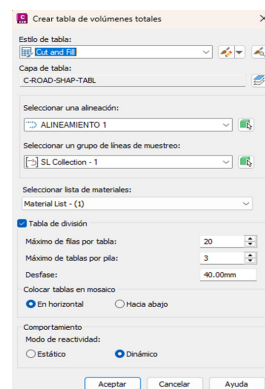 Crear tabla de volúmenes totales
Estilo de tabla:
Cut and Fill
Capa de tabla:
C-ROAD-SHAP-TABL
Seleccionar una alineación:
ALINEAMIENTO 1
Seleccionar un grupo de líneas de muestreo:
SL Collection - 1
Seleccionar lista de materiales:
Material List - (1)
Tabla de división
Máximo de filas por tabla:
20
Máximo de tablas por pila:
3
Desfase:
40.00mm
Colocar tablas en mosaico
En horizontal
Hacia abajo
Comportamiento
Modo de reactividad:
Estático
Dinámico
Aceptar
Cancelar
Ayuda